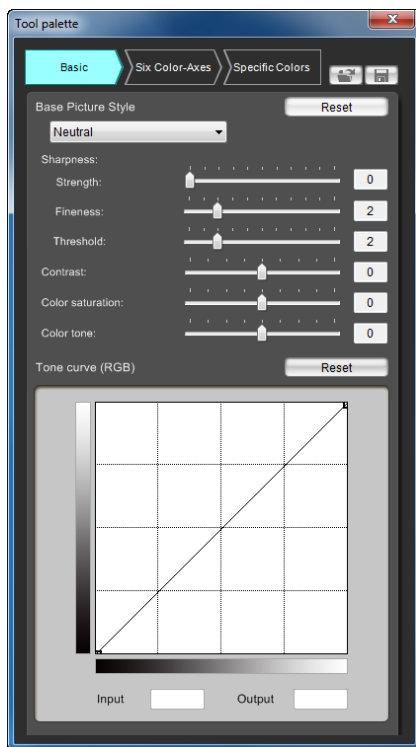 Tool palette
Basic Six Color-Axes Specific Colors
Base Picture Style Reset
Neutral
Sharpness:
Strength: 0
Fineness: 2
Threshold: 2
Contrast: 0
Color saturation: 0
Color tone: 0
Tone curve (RGB) Reset
Input Output